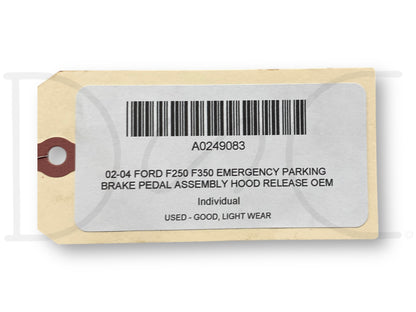 A0249083
02-04 FORD F250 F350 EMERGENCY PARKING
BRAKE PEDAL ASSEMBLY HOOD RELEASE OEM
Individual
USED - GOOD, LIGHT WEAR